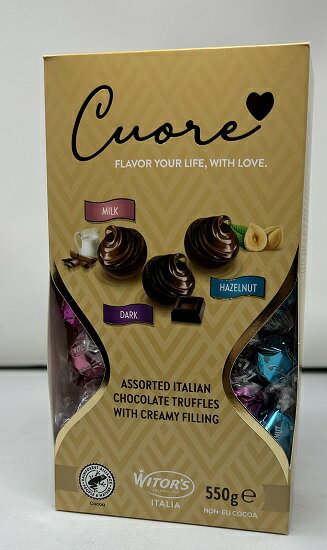 Cuore
FLAVOR YOUR LIFE, WITH LOVE.
MILK
HAZELNUT
DARK
ASSORTED ITALIAN
CHOCOLATE TRUFFLES
WITH CREAMY FILLING
WITOR'S
ITALIA
Cocoa
550g e
NON-EU COCOA